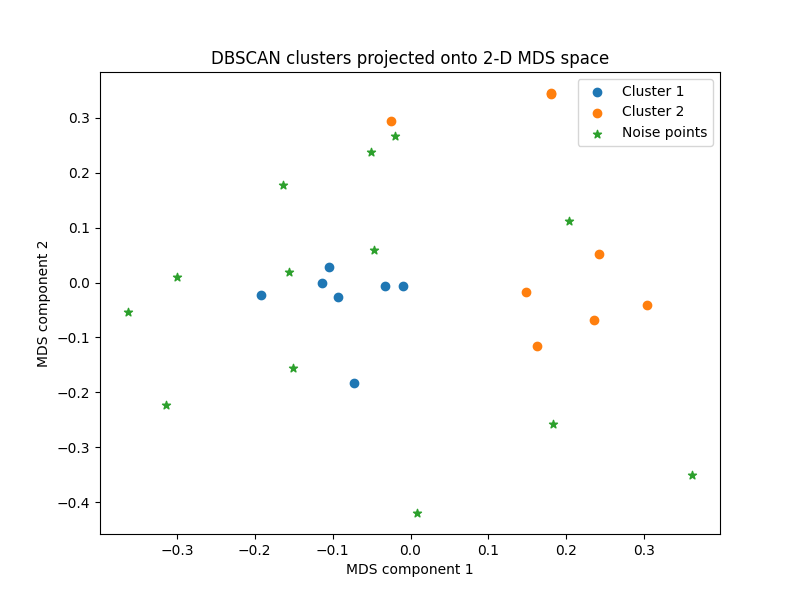 DBSCAN clusters projected onto 2-D MDS space
Cluster 1
Cluster 2
Noise points
0.3
0.2
0.1
0.0
−0.1
−0.2
−0.3
−0.4
MDS component 2
−0.3 −0.2 −0.1 0.0 0.1 0.2 0.3
MDS component 1